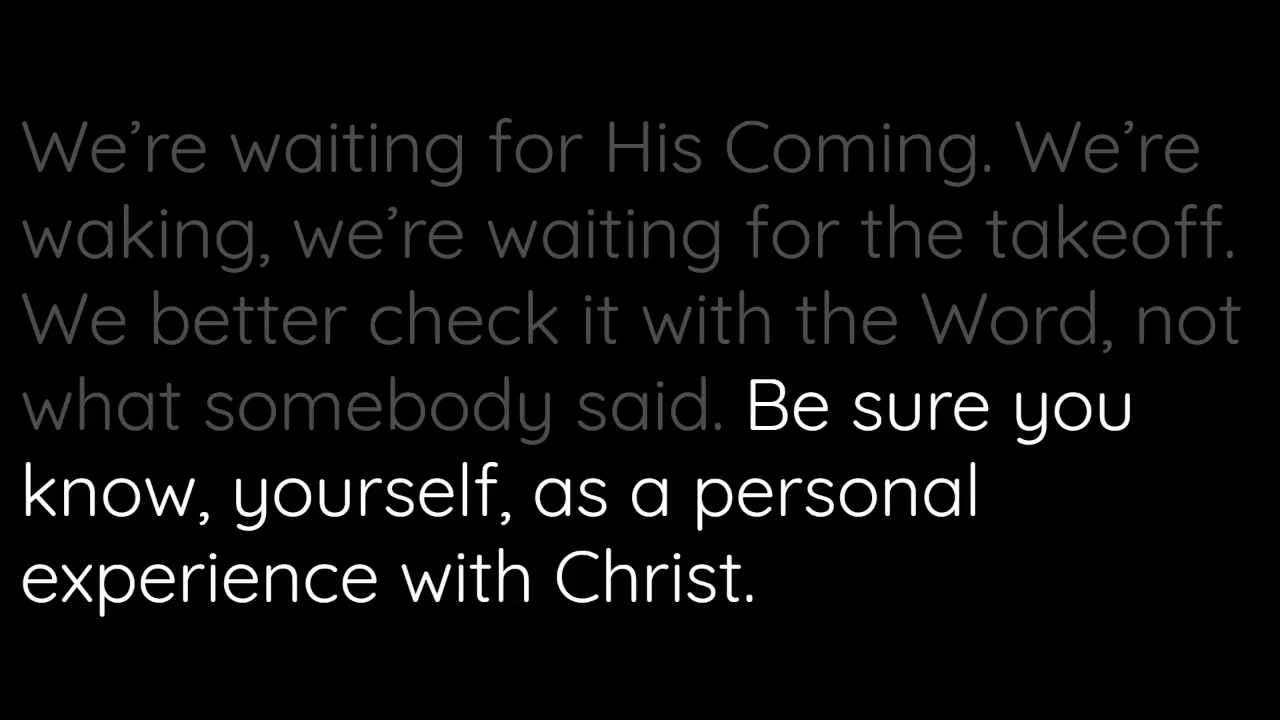 We’re waiting for His Coming. We’re
waking, we’re waiting for the takeoff.
We better check it with the Word, not
what somebody said. Be sure you
know, yourself, as a personal
experience with Christ.